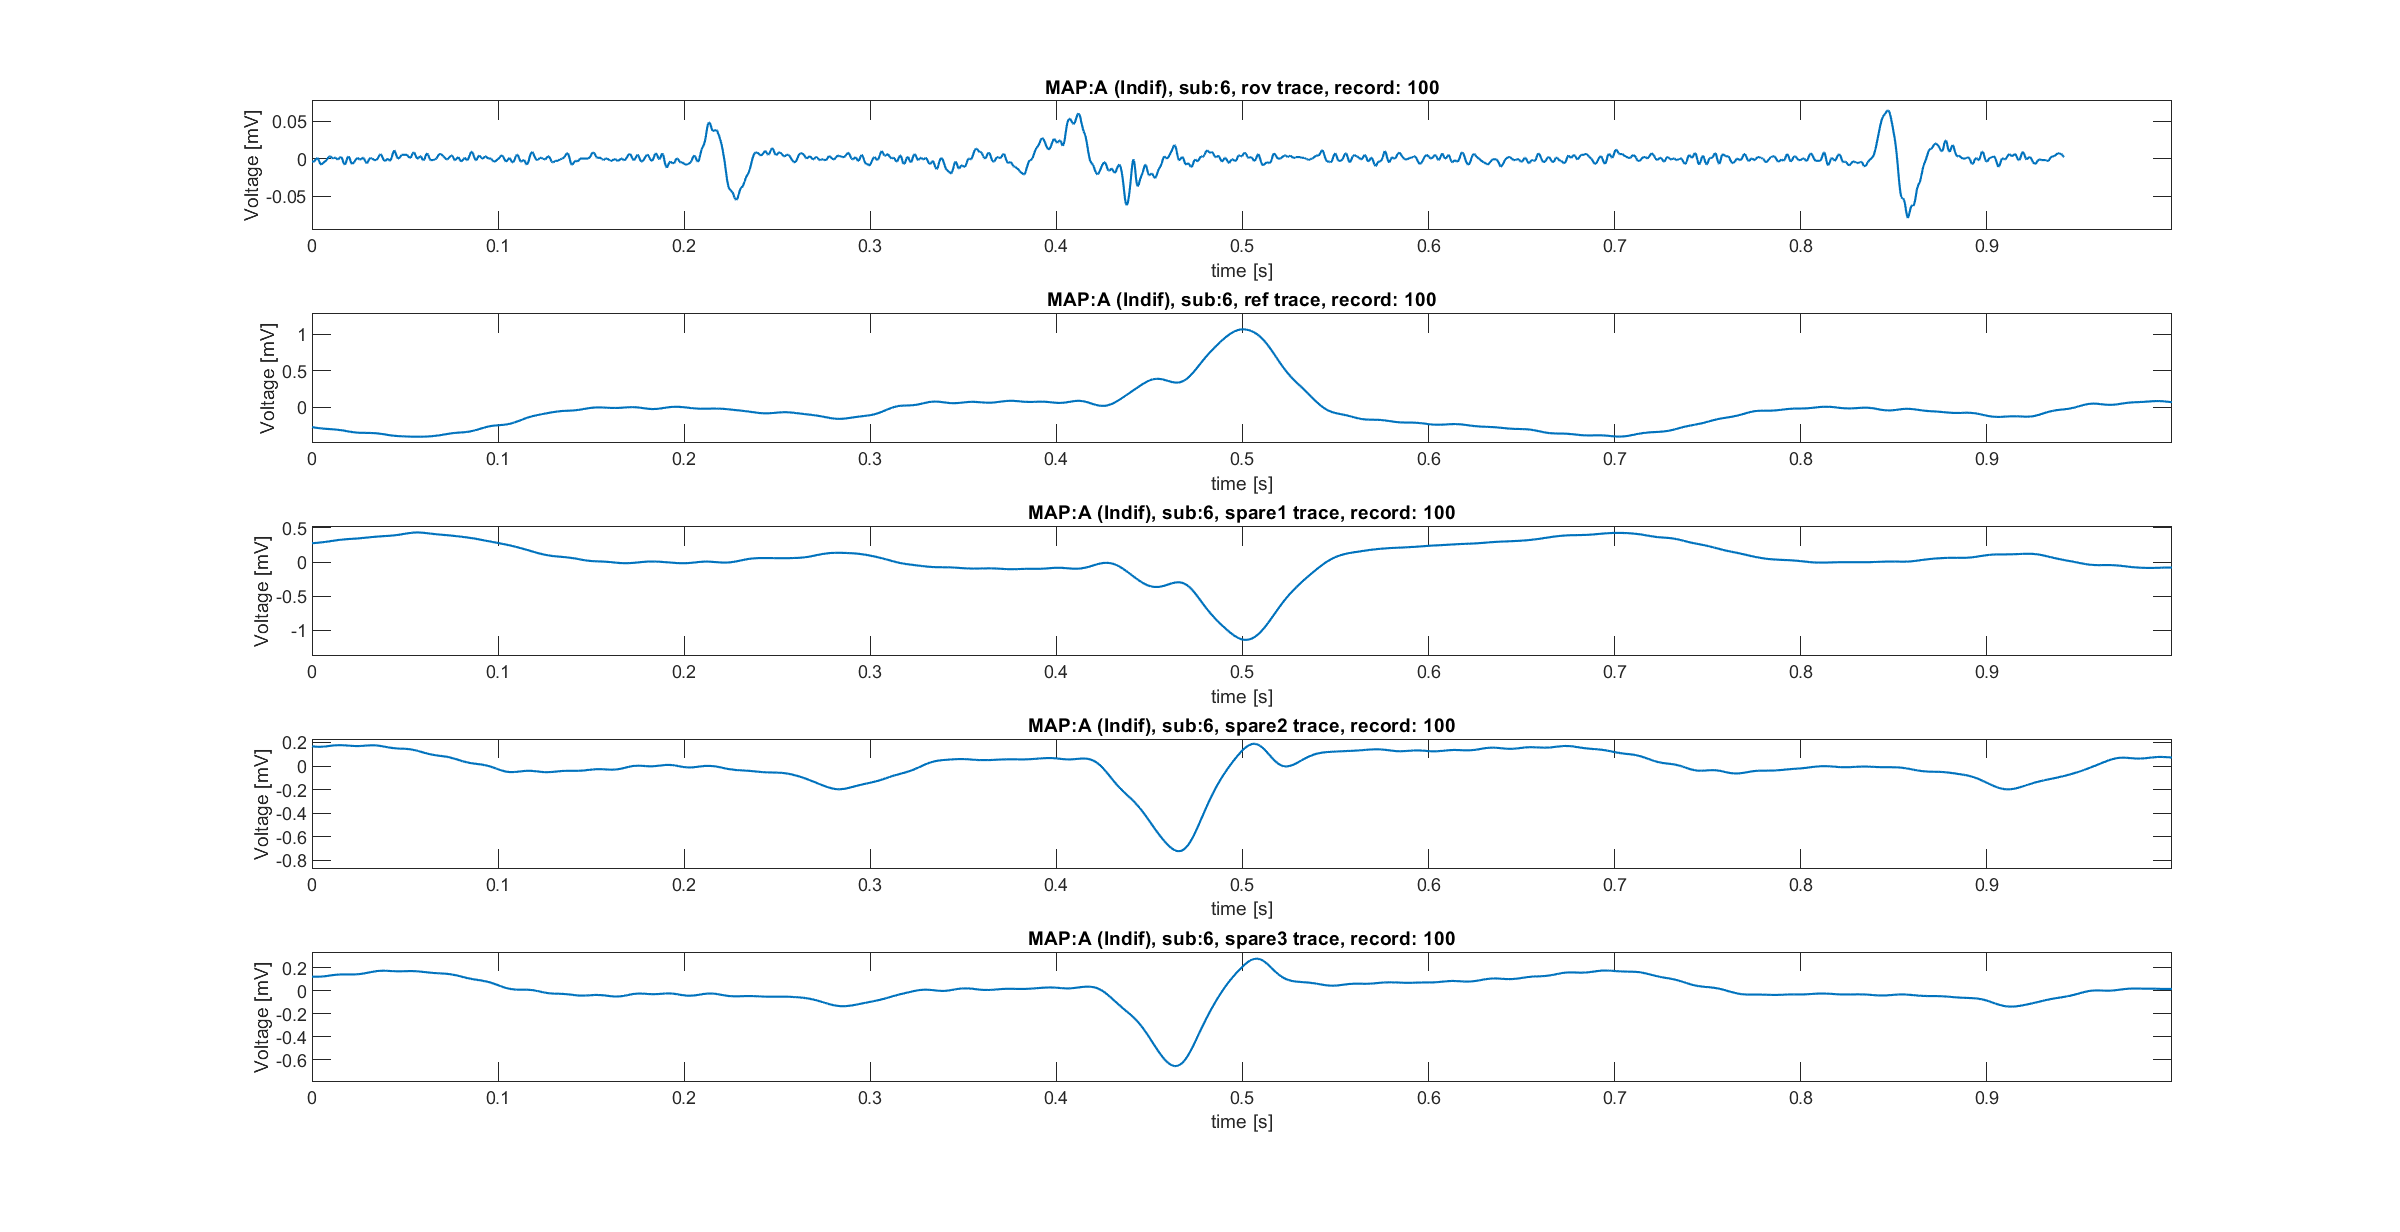 MAP:A (Indif), sub:6, rov trace, record: 100
Voltage [mV]
0.05
0
-0.05
0 0.1 0.2 0.3 0.4 0.5 0.6 0.7 0.8 0.9
time [s]
MAP:A (Indif), sub:6, ref trace, record: 100
Voltage [mV]
1
0.5
0
0 0.1 0.2 0.3 0.4 0.5 0.6 0.7 0.8 0.9
time [s]
MAP:A (Indif), sub:6, spare1 trace, record: 100
Voltage [mV]
0.5
0
-0.5
-1
0 0.1 0.2 0.3 0.4 0.5 0.6 0.7 0.8 0.9
time [s]
MAP:A (Indif), sub:6, spare2 trace, record: 100
Voltage [mV]
0.2
0
-0.2
-0.4
-0.6
-0.8
0 0.1 0.2 0.3 0.4 0.5 0.6 0.7 0.8 0.9
time [s]
MAP:A (Indif), sub:6, spare3 trace, record: 100
Voltage [mV]
0.2
0
-0.2
-0.4
-0.6
0 0.1 0.2 0.3 0.4 0.5 0.6 0.7 0.8 0.9
time [s]